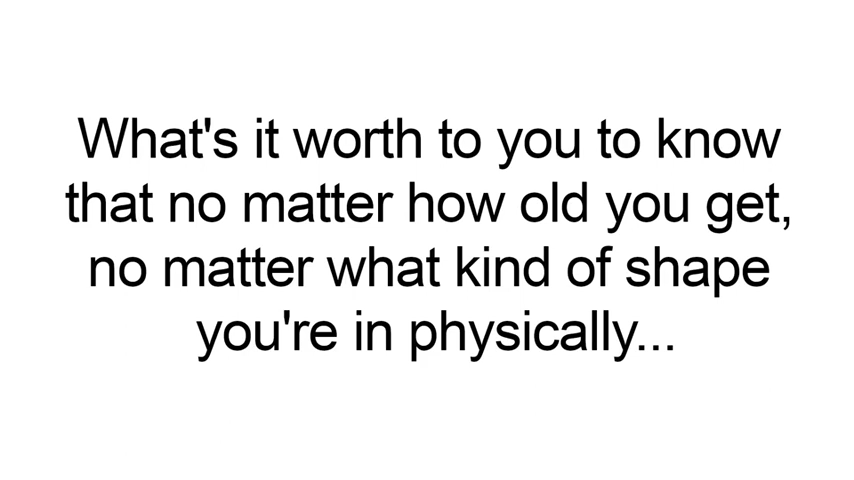 What's it worth to you to know
that no matter how old you get,
no matter what kind of shape
you're in physically...